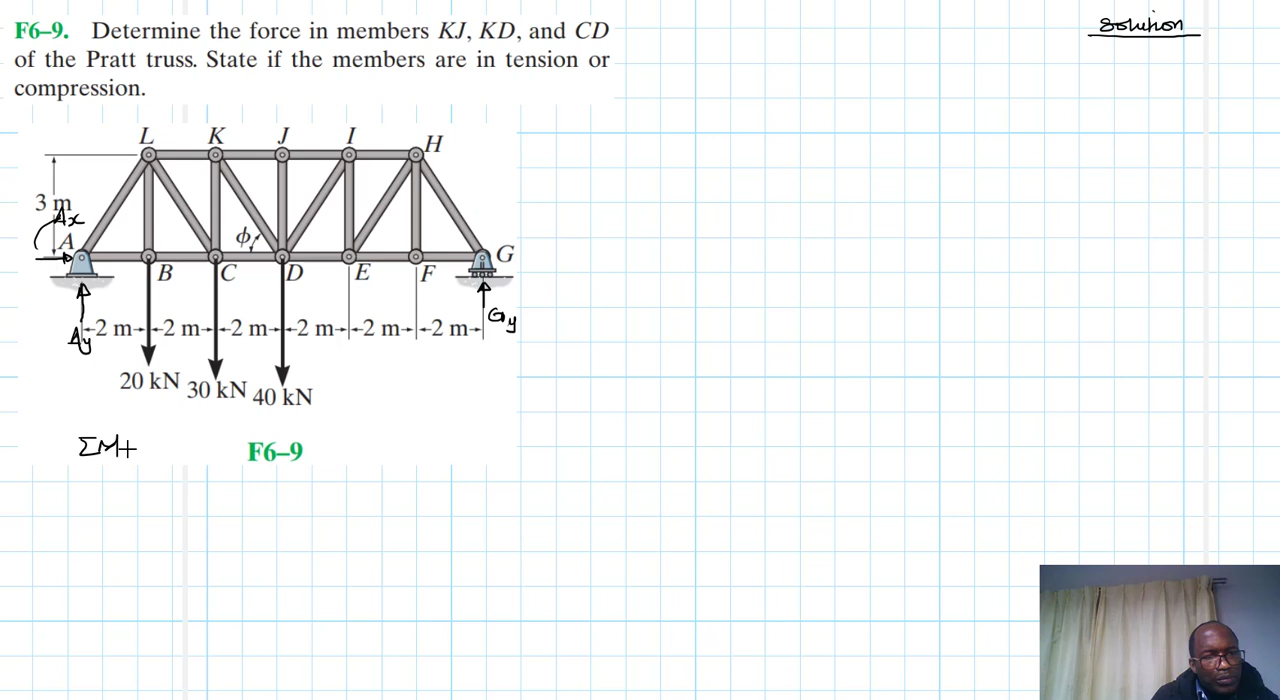 F6–9. Determine the force in members KJ, KD, and CD
of the Pratt truss. State if the members are in tension or
compression.
Solution
L K J I H
3 m
Ax
A ϕ G
B C D E F
Ay 2 m 2 m 2 m 2 m 2 m 2 m Gy
20 kN 30 kN 40 kN
ΣM+
F6–9